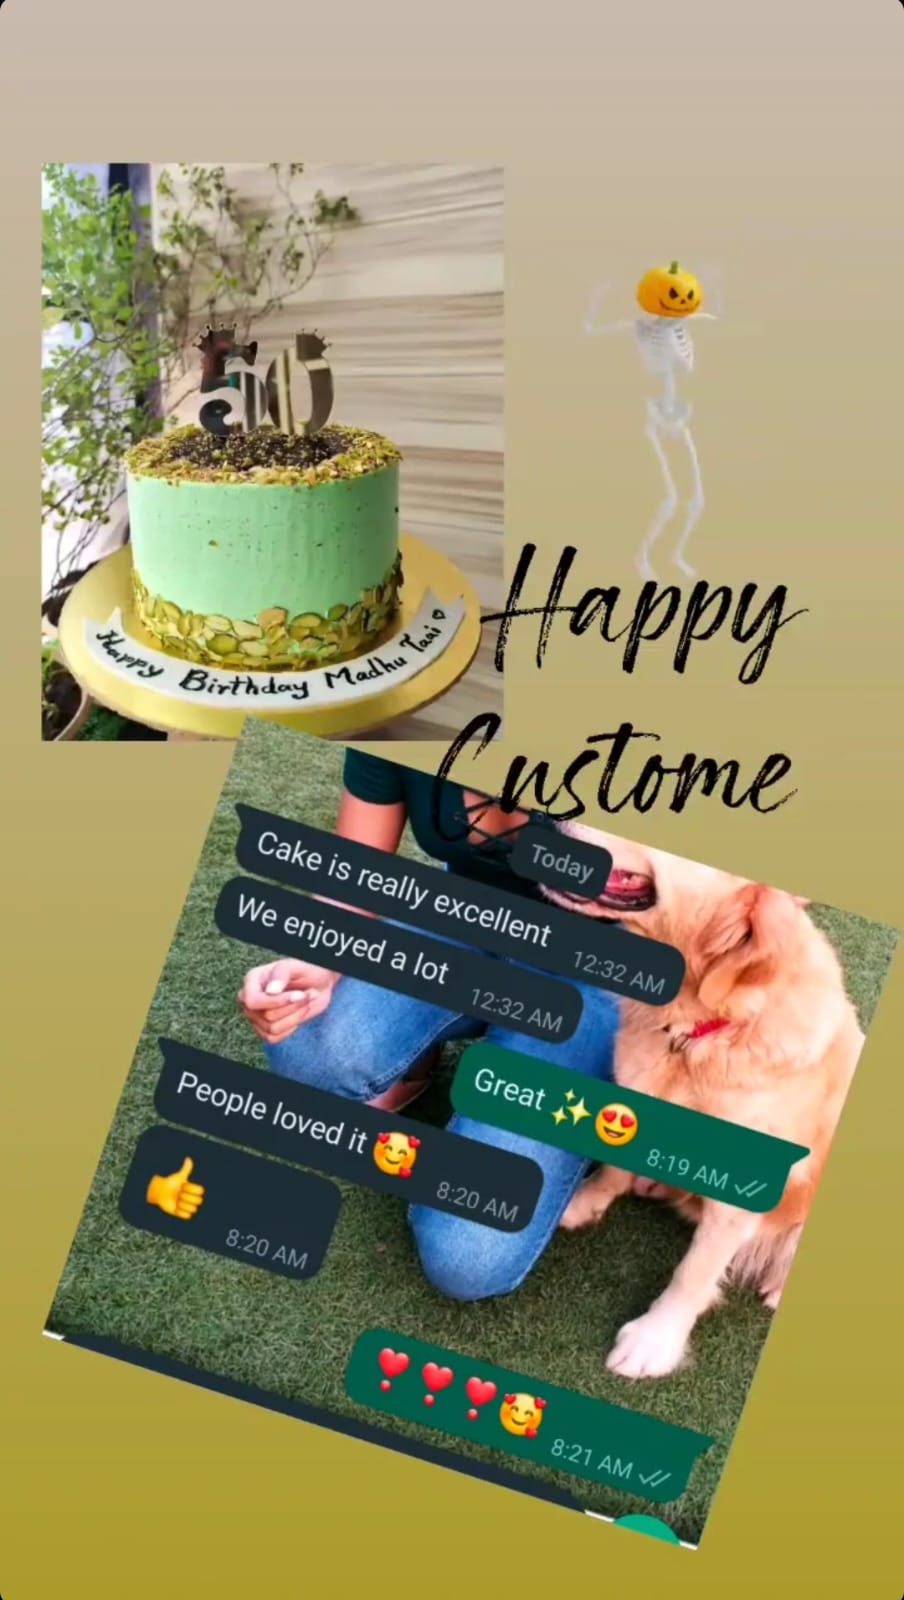 50
Happy Birthday Madhu Taai ♡
Happy
Custome
Today
Cake is really excellent 12:32 AM
We enjoyed a lot 12:32 AM
Great ✨😍 8:19 AM
People loved it 🥰 8:20 AM
👍 8:20 AM
❣️❣️❣️🥰 8:21 AM